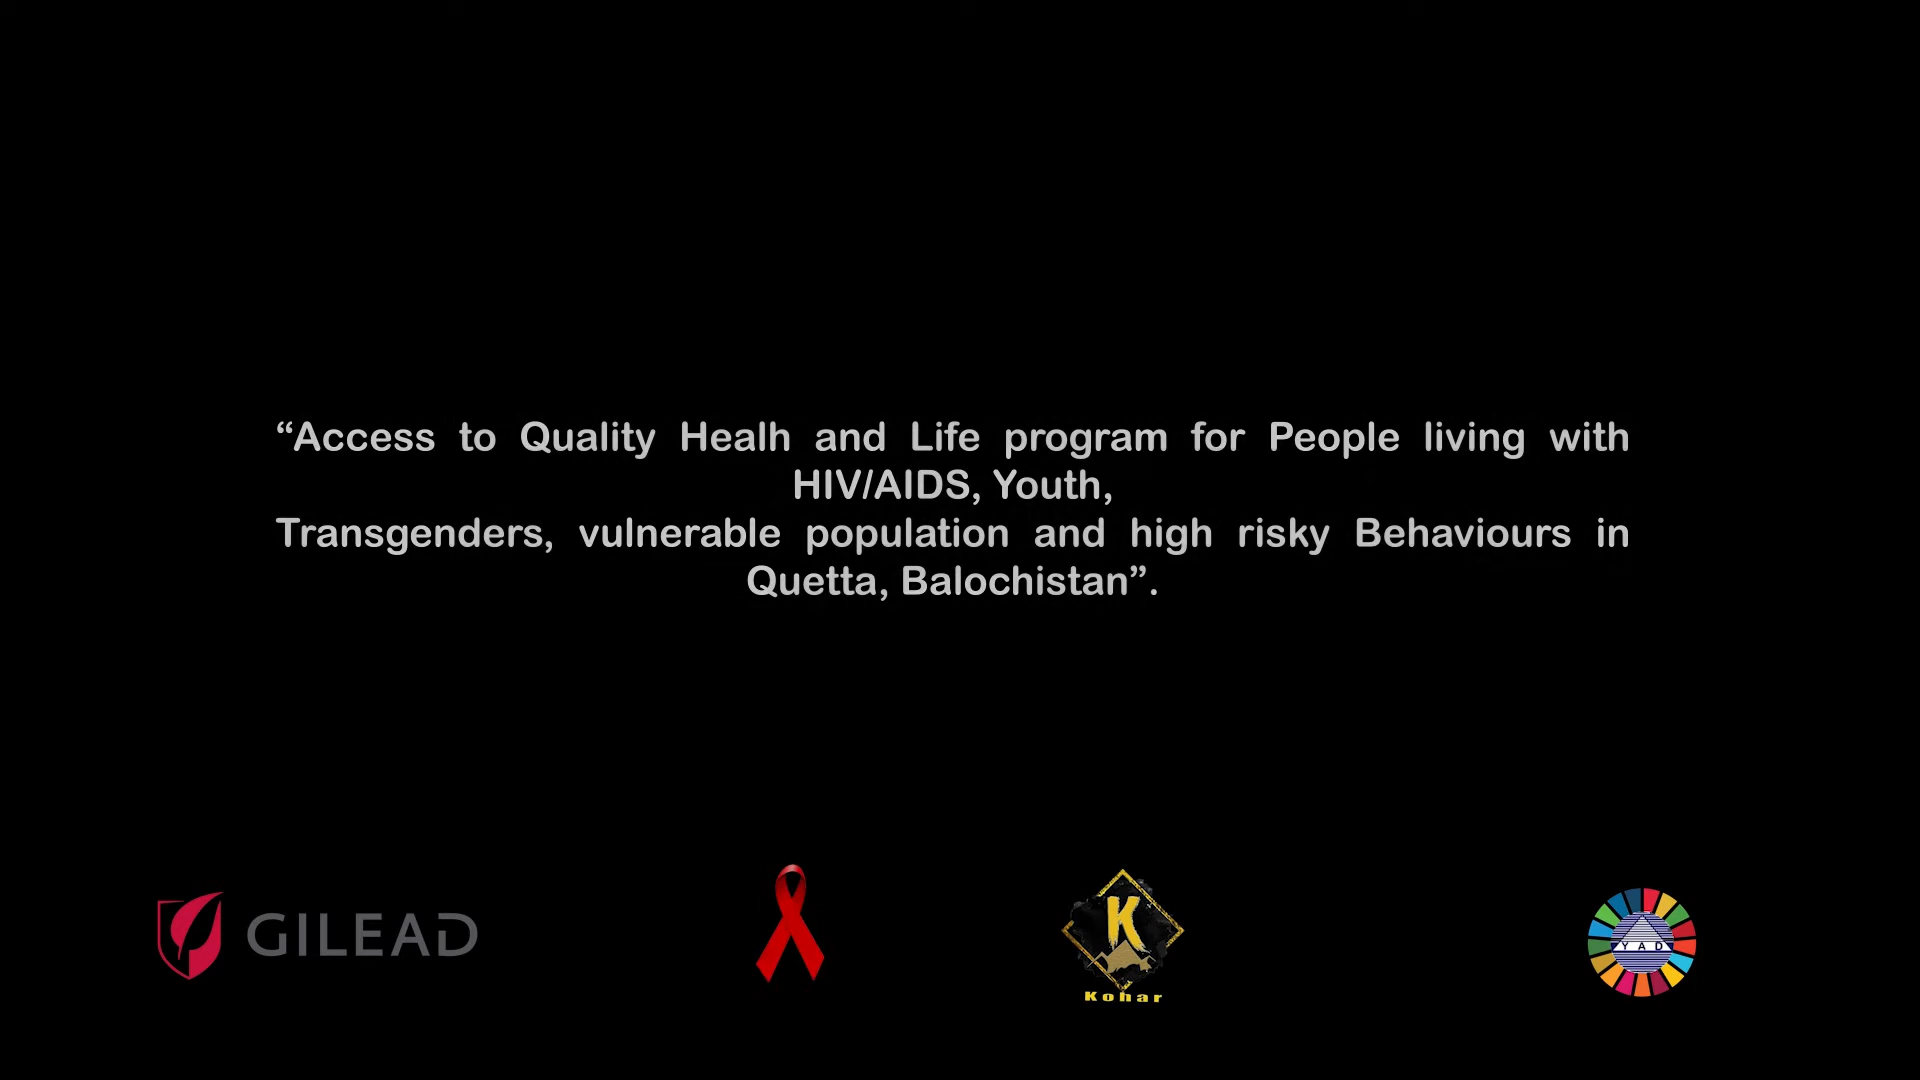 “Access to Quality Healh and Life program for People living with
HIV/AIDS, Youth,
Transgenders, vulnerable population and high risky Behaviours in
Quetta, Balochistan”.
GILEAD
K
Kohar
YAD